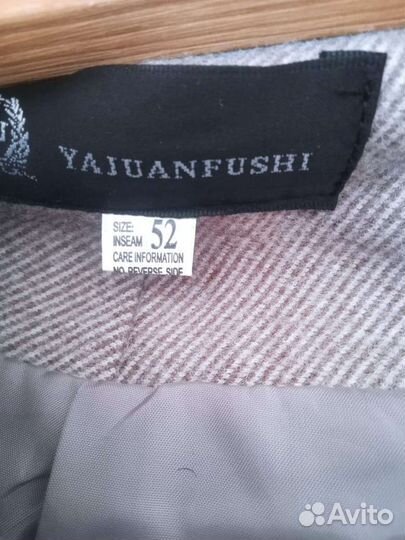 YAJUANFUSHI
SIZE: 52
INSEAM
CARE INFORMATION
NO REVERSE SIDE
Avito